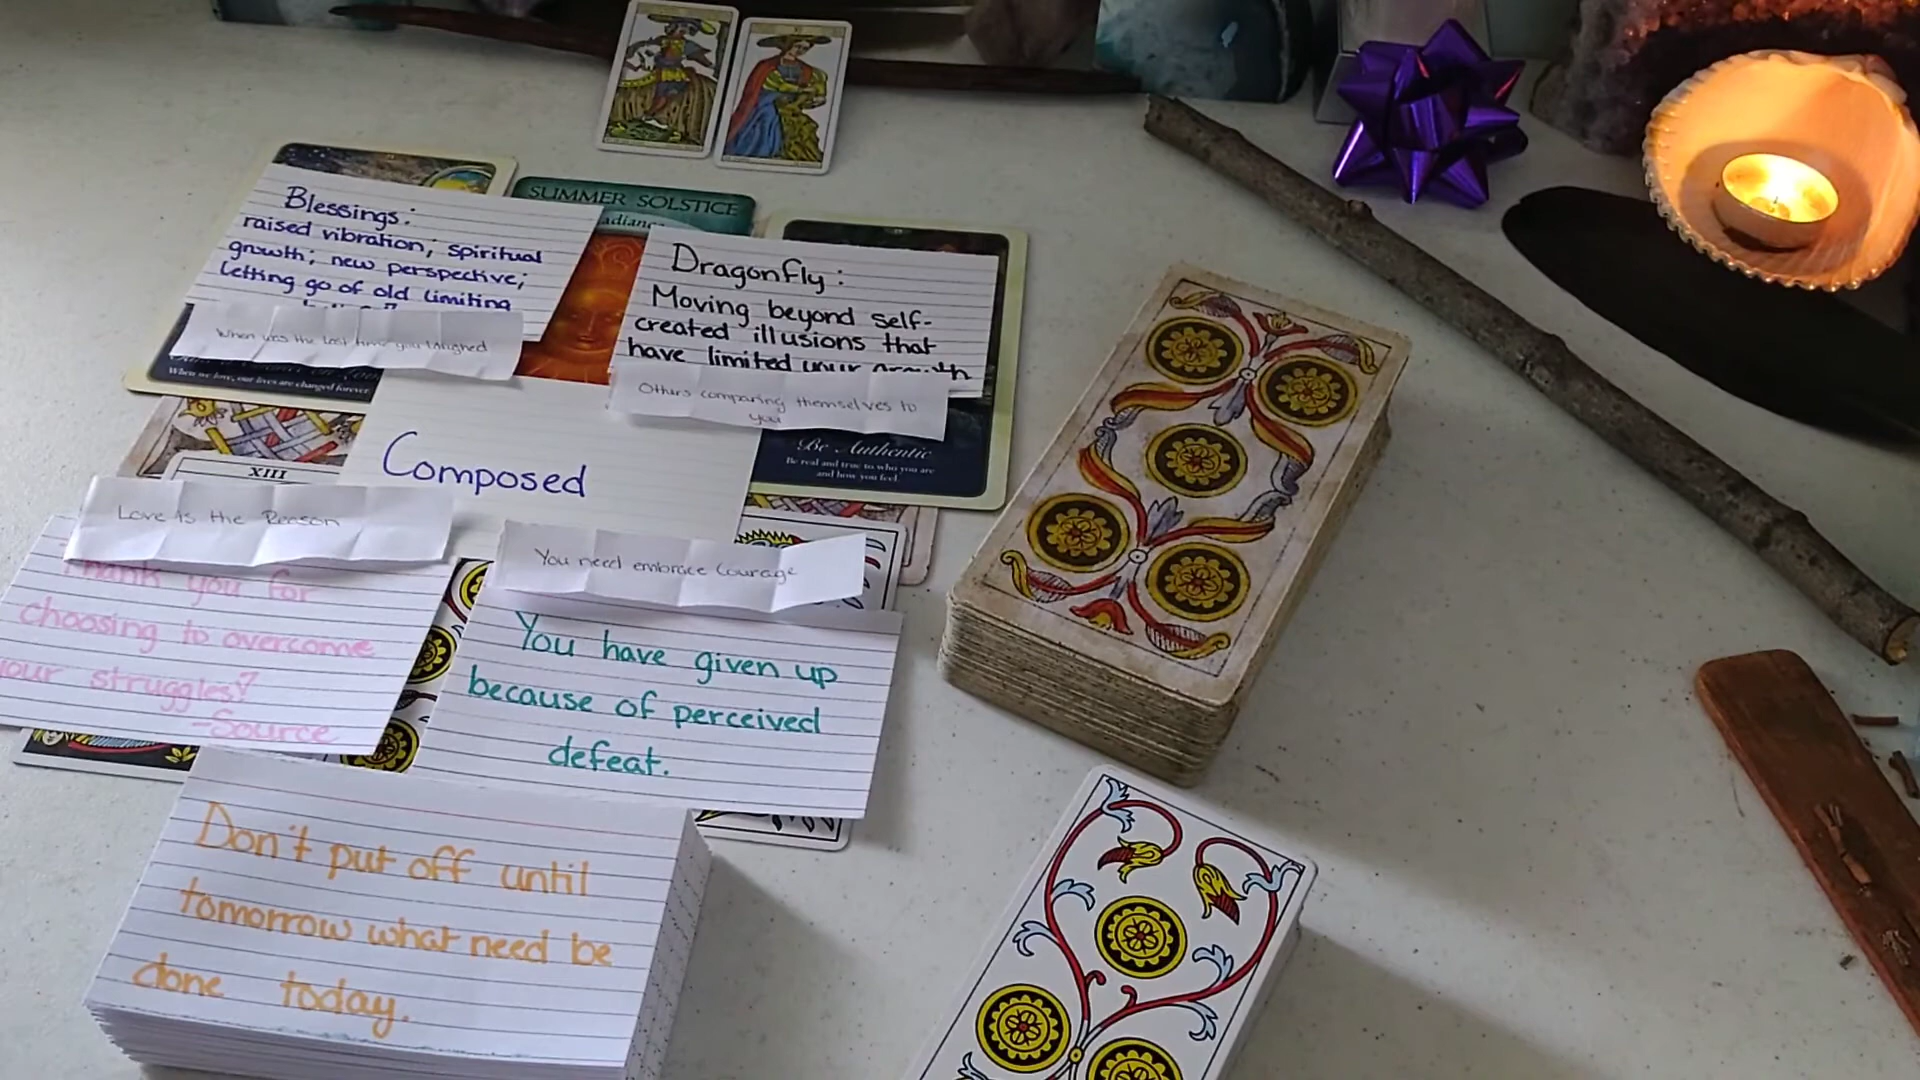 SUMMER SOLSTICE
Blessings:
raised vibration; spiritual
growth; new perspective;
letting go of old limiting
When was the last time you laughed
When we love, our lives are changed forever.
Dragonfly:
Moving beyond self-
created illusions that
have limited your growth
Others comparing themselves to
you
Be Authentic
Be real and true to who you are
and how you feel.
Composed
XIII
Love is the Reason
Thank you for
choosing to overcome
your struggles!
-Source
You need embrace Courage
You have given up
because of perceived
defeat.
Don't put off until
tomorrow what need be
done today.